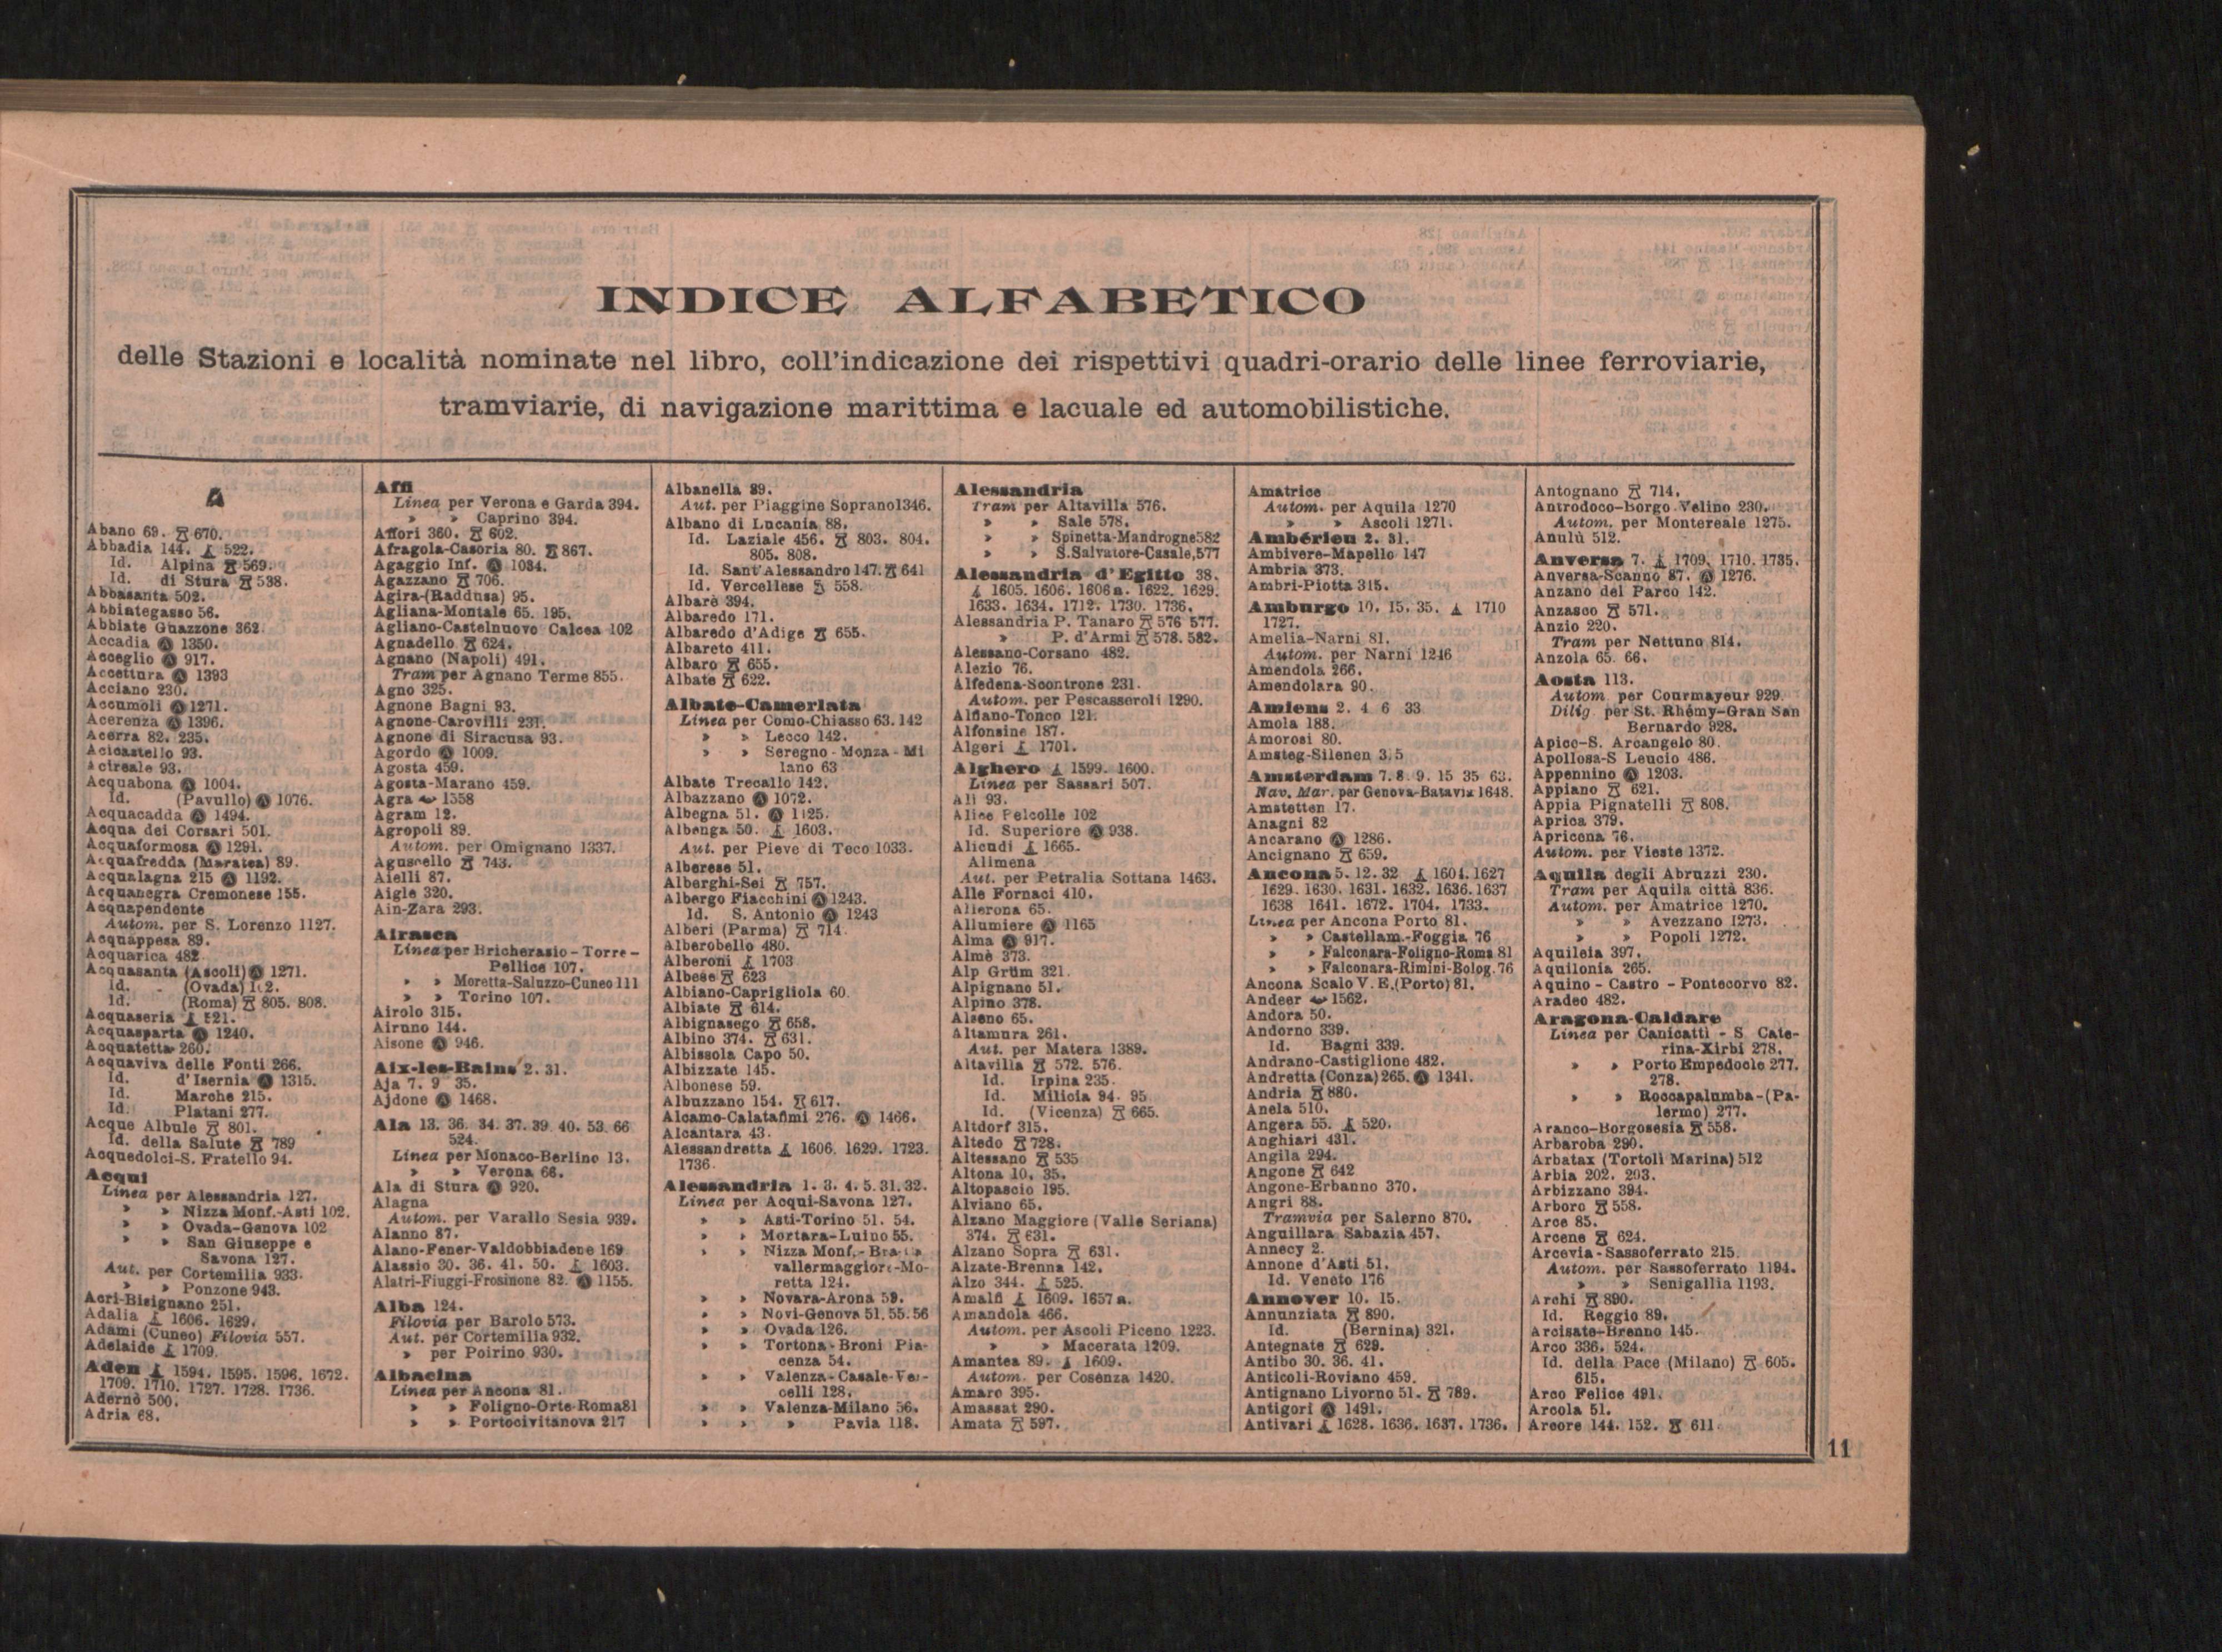 INDICE ALFABETICO
delle Stazioni e località nominate nel libro, coll'indicazione dei rispettivi quadri-orario delle linee ferroviarie,
tramviarie, di navigazione marittima e lacuale ed automobilistiche.
A
Abano 69. 670.
Abbadia 144. 522.
Id. Alpina 569.
Id. di Stura 538.
Abbasanta 502.
Abbiategasso 56.
Abbiate Guazzone 362
Accadia Ⓐ 1350.
Acceglio Ⓐ 917.
Accettura Ⓐ 1393
Acciano 230.
Accumoli Ⓐ 1271.
Acerenza Ⓐ 1396.
Acerra 82. 235.
Acicastello 93.
Acireale 93.
Acquabona Ⓐ 1004.
Id. (Pavullo) Ⓐ 1076.
Acquacadda Ⓐ 1494.
Acqua dei Corsari 501.
Acquaformosa Ⓐ 1291.
Acquafredda (Maratea) 89.
Acqualagna 215 Ⓐ 1192.
Acquanegra Cremonese 155.
Acquapendente
Autom. per S. Lorenzo 1127.
Acquappesa 89.
Acquarica 482
Acquasanta (Ascoli) Ⓐ 1271.
Id. (Ovada) 102.
Id. (Roma) 805. 808.
Acquaseria 521.
Acquasparta Ⓐ 1240.
Acquatetta 260.
Acquaviva delle Fonti 266.
Id. d'Isernia Ⓐ 1315.
Id. Marche 215.
Id. Platani 277.
Acque Albule 801.
Id. della Salute 789
Acquedolci-S. Fratello 94.
Acqui
Linea per Alessandria 127.
» » Nizza Monf.-Asti 102.
» » Ovada-Genova 102
» » San Giuseppe e
Savona 127.
Aut. per Cortemilia 933.
» Ponzone 943.
Acri-Bisignano 251.
Adalia 1606. 1629.
Adami (Cuneo) Filovia 557.
Adelaide 1709.
Aden 1594. 1595. 1596. 1672.
1709. 1710. 1727. 1728. 1736.
Adernò 500.
Adria 68.
Affi
Linea per Verona e Garda 394.
» » Caprino 394.
Affori 360. 602.
Afragola-Casoria 80. 867.
Agaggio Inf. Ⓐ 1034.
Agazzano 706.
Agira-(Raddusa) 95.
Agliana-Montale 65. 195.
Agliano-Castelnuovo Calcea 102
Agnadello 624.
Agnano (Napoli) 491.
Tram per Agnano Terme 855.
Agno 325.
Agnone Bagni 93.
Agnone-Carovilli 231.
Agnone di Siracusa 93.
Agordo Ⓐ 1009.
Agosta 459.
Agosta-Marano 459.
Agra 1558
Agram 12.
Agropoli 89.
Autom. per Omignano 1337.
Aguscello 743.
Aielli 87.
Aigle 320.
Ain-Zara 293.
Airasca
Linea per Bricherasio-Torre-
Pellice 107.
» » Moretta-Saluzzo-Cuneo 111
» » Torino 107.
Airolo 315.
Airuno 144.
Aisone Ⓐ 946.
Aix-les-Bains 2. 31.
Aja 7. 9 35.
Ajdone Ⓐ 1468.
Ala 13. 36. 34. 37. 39. 40. 53. 66
524.
Linea per Monaco-Berlino 13.
» » Verona 66.
Ala di Stura Ⓐ 920.
Alagna
Autom. per Varallo Sesia 939.
Alanno 87.
Alano-Fener-Valdobbiadene 169
Alassio 30. 36. 41. 50. 1603.
Alatri-Fiuggi-Frosinone 82. Ⓐ 1155.
Alba 124.
Filovia per Barolo 573.
Aut. per Cortemilia 932.
» per Poirino 930.
Albacina
Linea per Ancona 81.
» » Foligno-Orte-Roma 81
» » Portocivitanova 217
Albanella 89.
Aut. per Piaggine Soprano 1346.
Albano di Lucania 88.
Id. Laziale 456. 803. 804.
805. 808.
Id. Sant'Alessandro 147. 641
Id. Vercellese 558.
Albarè 394.
Albaredo 171.
Albaredo d'Adige 655.
Albareto 411.
Albaro 655.
Albate 622.
Albate-Camerlata
Linea per Como-Chiasso 63. 142
» » Lecco 142.
» » Seregno-Monza-Mi
lano 63
Albate Trecallo 142.
Albazzano Ⓐ 1072.
Albegna 51. Ⓐ 1125.
Albenga 50. 1603.
Aut. per Pieve di Teco 1033.
Alberese 51.
Alberghi-Sei 757.
Albergo Fiacchini Ⓐ 1243.
Id. S. Antonio Ⓐ 1243
Alberi (Parma) 714
Alberobello 480.
Alberoni 1703
Albese 623
Albiano-Caprigliola 60
Albiate 614.
Albignasego 658.
Albino 374. 631.
Albissola Capo 50.
Albizzate 145.
Albonese 59.
Albuzzano 154. 617.
Alcamo-Calatafimi 276. Ⓐ 1466.
Alcantara 43.
Alessandretta 1606. 1629. 1723.
1736.
Alessandria 1. 3. 4. 5. 31. 32.
Linea per Acqui-Savona 127.
» » Asti-Torino 51. 54.
» » Mortara-Luino 55.
» » Nizza Monf.-Bra-Ca
vallermaggiore-Mo-
retta 124.
» » Novara-Arona 59.
» » Novi-Genova 51. 55. 56
» » Ovada 126.
» » Tortona-Broni Pia-
cenza 54.
» » Valenza-Casale-Ver-
celli 128.
» » Valenza-Milano 56.
» » » Pavia 118.
Alessandria
Tram per Altavilla 576.
» » Sale 578.
» » Spinetta-Mandrogne 582
» » S. Salvatore-Casale, 577
Alessandria d'Egitto 38.
1605. 1606. 1606 a. 1622. 1629.
1633. 1634. 1712. 1730. 1736.
Alessandria P. Tanaro 576 577.
» P. d'Armi 578. 582.
Alessano-Corsano 482.
Alezio 76.
Alfedena-Scontrone 231.
Autom. per Pescasseroli 1290.
Alfiano-Tonco 121.
Alfonsine 187.
Algeri 1701.
Alghero 1599. 1600.
Linea per Sassari 507.
Alì 93.
Alice Belcolle 102
Id. Superiore Ⓐ 938.
Alicudi 1665.
Alimena
Aut. per Petralia Sottana 1463.
Alle Fornaci 410.
Allerona 65.
Allumiere Ⓐ 1165
Alma Ⓐ 917.
Almè 373.
Alp Grüm 321.
Alpignano 51.
Alpino 378.
Alseno 65.
Altamura 261.
Aut. per Matera 1389.
Altavilla 572. 576.
Id. Irpina 235.
Id. Milicia 94. 95
Id. (Vicenza) 665.
Altdorf 315.
Altedo 728.
Altessano 535
Altona 10. 35.
Altopascio 195.
Alviano 65.
Alzano Maggiore (Valle Seriana)
374. 631.
Alzano Sopra 631.
Alzate-Brenna 142.
Alzo 344. 525.
Amalfi 1609. 1657 a.
Amandola 466.
Autom. per Ascoli Piceno 1223.
» » Macerata 1209.
Amantea 89. 1609.
Autom. per Cosenza 1420.
Amaro 395.
Amassat 290.
Amata 597.
Amatrice
Autom. per Aquila 1270
» » Ascoli 1271.
Ambérieu 2. 31.
Ambivere-Mapello 147
Ambria 373.
Ambri-Piotta 315.
Amburgo 10. 15. 35. 1710
1727.
Amelia-Narni 81.
Autom. per Narni 1246
Amendola 266.
Amendolara 90.
Amiens 2. 4 6 33
Amola 188.
Amorosi 80.
Amsteg-Silenen 3, 5
Amsterdam 7. 8. 9. 15 35 63.
Nav. Mar. per Genova-Batavia 1648.
Amstetten 17.
Anagni 82
Ancarano Ⓐ 1286.
Ancignano 659.
Ancona 5. 12. 32 1604. 1627
1629. 1630. 1631. 1632. 1636. 1637
1638 1641. 1672. 1704. 1733.
Linea per Ancona Porto 81.
» » Castellam.-Foggia 76
» » Falconara-Foligno-Roma 81
» » Falconara-Rimini-Bolog. 76
Ancona Scalo V. E. (Porto) 81.
Andeer 1562.
Andora 50.
Andorno 339.
Id. Bagni 339.
Andrano-Castiglione 482.
Andretta (Conza) 265. Ⓐ 1341.
Andria 880.
Anela 510.
Angera 55. 520.
Anghiari 431.
Angila 294.
Angone 642
Angone-Erbanno 370.
Angri 88.
Tramvia per Salerno 870.
Anguillara Sabazia 457.
Annecy 2.
Annone d'Asti 51.
Id. Veneto 176
Annover 10. 15.
Annunziata 890.
Id. (Bernina) 321.
Antegnate 629.
Antibo 30. 36. 41.
Anticoli-Roviano 459.
Antignano Livorno 51. 789.
Antigori Ⓐ 1491.
Antivari 1628. 1636. 1637. 1736.
Antognano 714.
Antrodoco-Borgo Velino 230.
Autom. per Montereale 1275.
Anulù 512.
Anversa 7. 1709. 1710. 1735.
Anversa-Scanno 87. Ⓐ 1276.
Anzano del Parco 142.
Anzasco 571.
Anzio 220.
Tram per Nettuno 814.
Anzola 65. 66.
Aosta 113.
Autom. per Courmayeur 929.
Dilig. per St. Rhémy-Gran San
Bernardo 928.
Apice-S. Arcangelo 80.
Apollosa-S Leucio 486.
Appennino Ⓐ 1203.
Appiano 621.
Appia Pignatelli 808.
Aprica 379.
Apricena 76.
Autom. per Vieste 1372.
Aquila degli Abruzzi 230.
Tram per Aquila città 836.
Autom. per Amatrice 1270.
» » Avezzano 1273.
» » Popoli 1272.
Aquileia 397.
Aquilonia 265.
Aquino - Castro - Pontecorvo 82.
Aradeo 482.
Aragona-Caldare
Linea per Canicattì - S Cate-
rina-Xirbi 278.
» » Porto Empedocle 277.
278.
» » Roccapalumba-(Pa-
lermo) 277.
Aranco-Borgosesia 558.
Arbaroba 290.
Arbatax (Tortolì Marina) 512
Arbia 202. 203.
Arbizzano 394.
Arboro 558.
Arce 85.
Arcene 624.
Arcevia-Sassoferrato 215.
Autom. per Sassoferrato 1194.
» » Senigallia 1193.
Archi 890.
Id. Reggio 89.
Arcisate-Brenno 145.
Arco 336. 524.
Id. della Pace (Milano) 605.
615.
Arco Felice 491.
Arcola 51.
Arcore 144. 152. 611
11